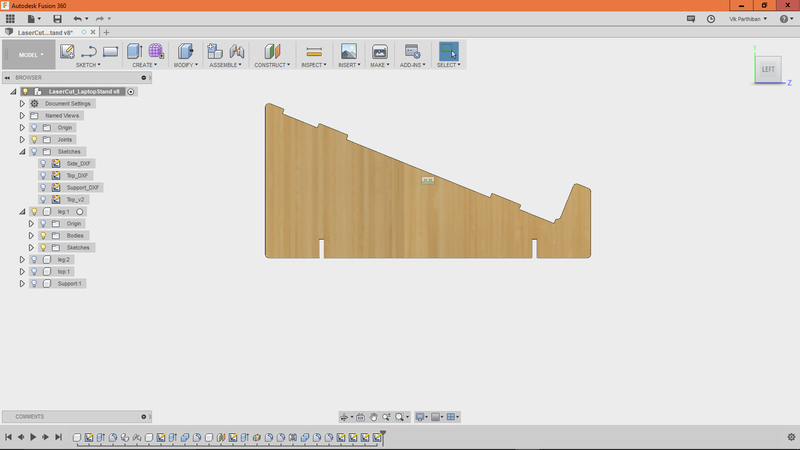 Autodesk Fusion 360
Vik Parthiban
LaserCut...tand v8*
MODEL
SKETCH
CREATE
MODIFY
ASSEMBLE
CONSTRUCT
INSPECT
INSERT
MAKE
ADD-INS
SELECT
BROWSER
LaserCut_LaptopStand v8
Document Settings
Named Views
Origin
Joints
Sketches
Side_DXF
Top_DXF
Support_DXF
Top_v2
leg:1
Origin
Bodies
Sketches
leg:2
top:1
Support:1
LEFT
Z
COMMENTS